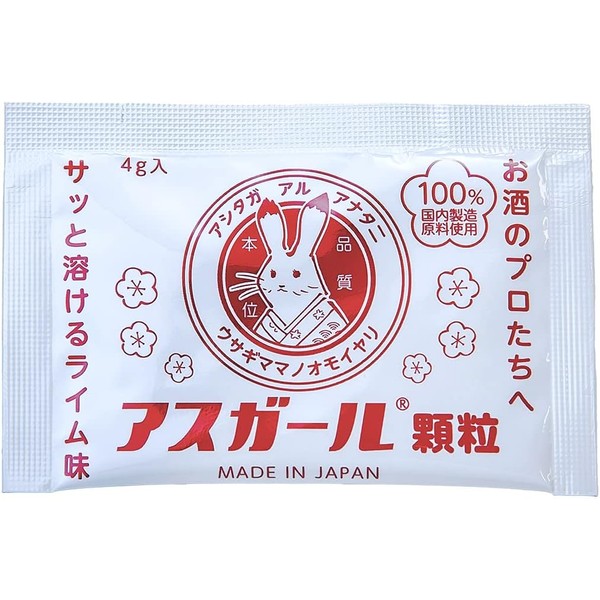 お酒のプロたちへ
100%
国内製造
原料使用
4g入
サッと溶けるライム味
アシタガ アル アナタニ
品質
本位
ウサギママノオモイヤリ
アスガール®顆粒
MADE IN JAPAN